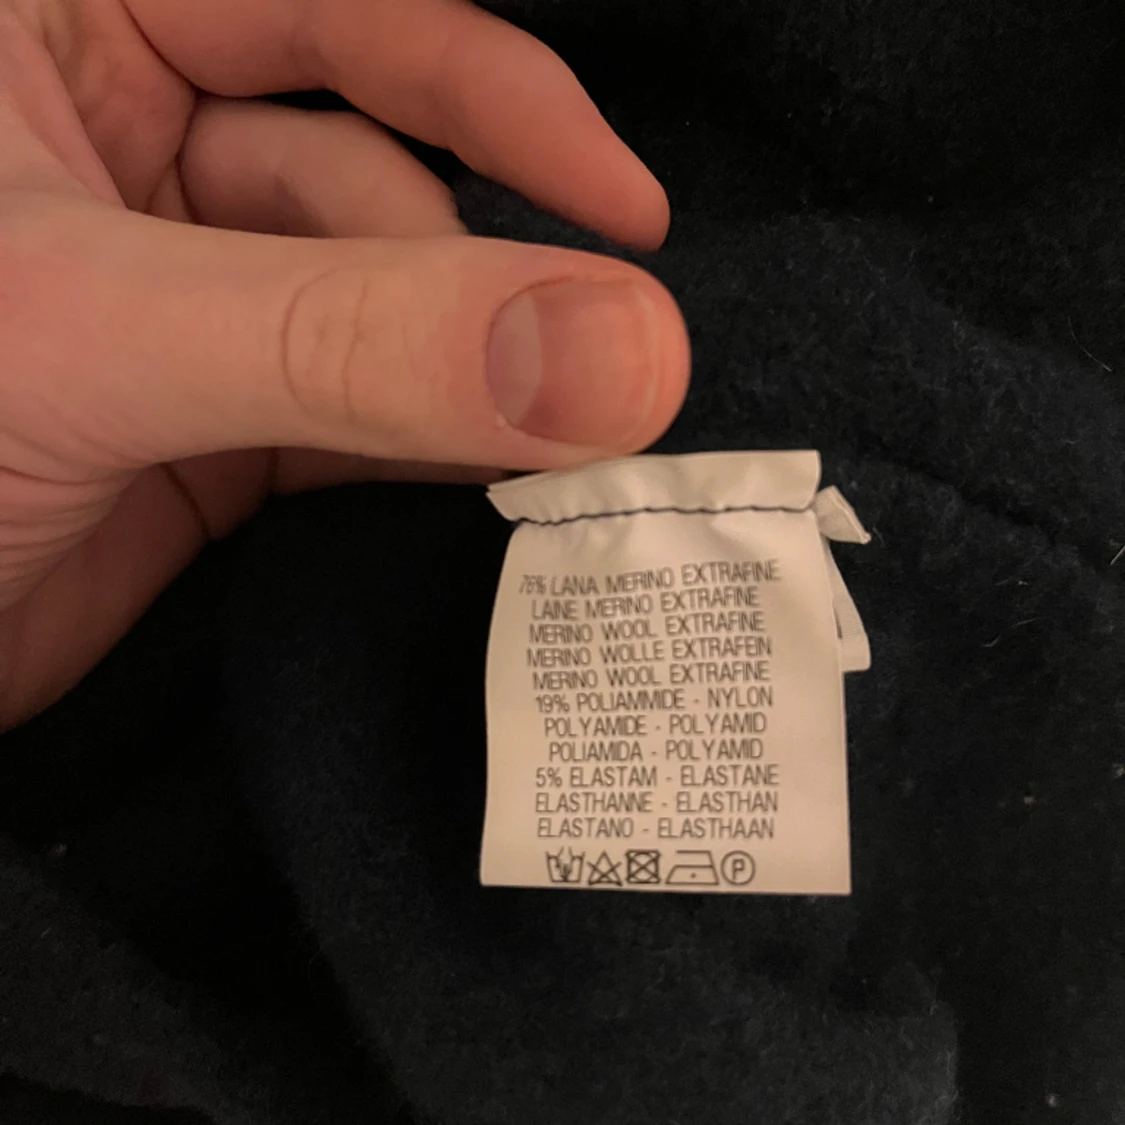 76% LANA MERINO EXTRAFINE
LAINE MERINO EXTRAFINE
MERINO WOOL EXTRAFINE
MERINO WOLLE EXTRAFEIN
MERINO WOOL EXTRAFINE
19% POLIAMMIDE - NYLON
POLYAMIDE - POLYAMID
POLIAMIDA - POLYAMID
5% ELASTAM - ELASTANE
ELASTHANNE - ELASTHAN
ELASTANO - ELASTHAAN
P